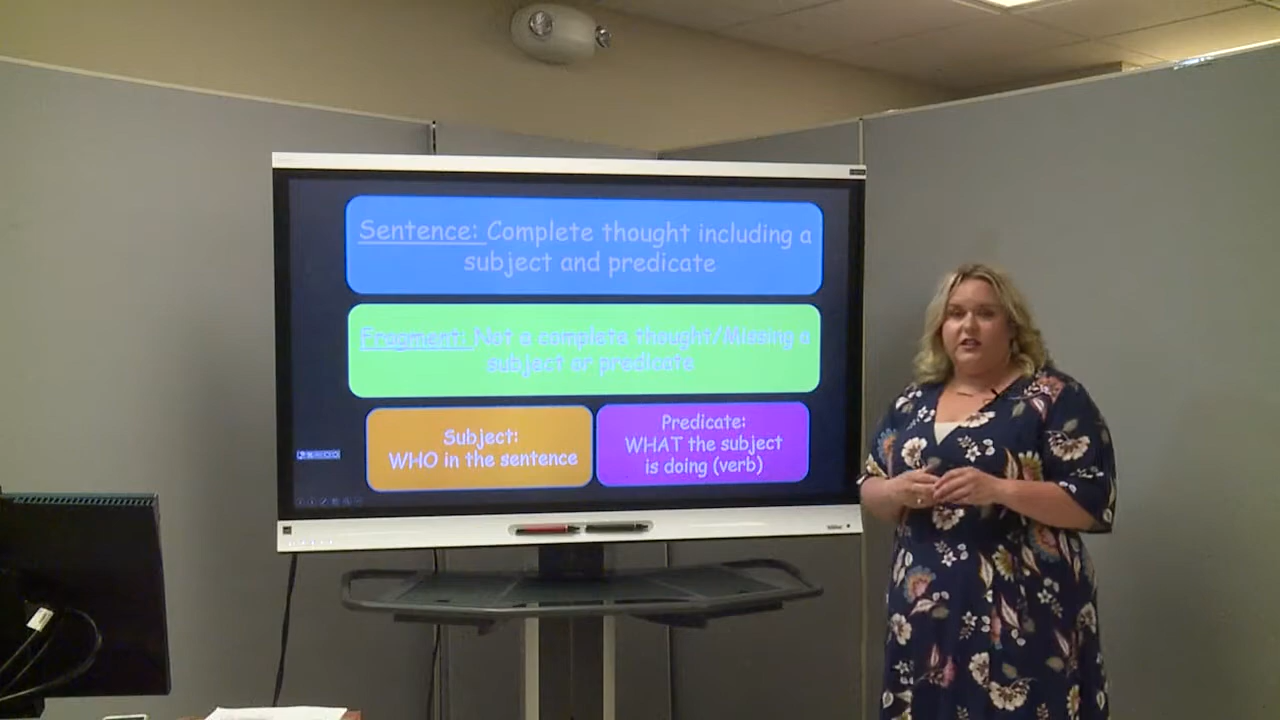 Sentence: Complete thought including a
subject and predicate
Fragment: Not a complete thought/Missing a
subject or predicate
Subject:
WHO in the sentence
Predicate:
WHAT the subject
is doing (verb)